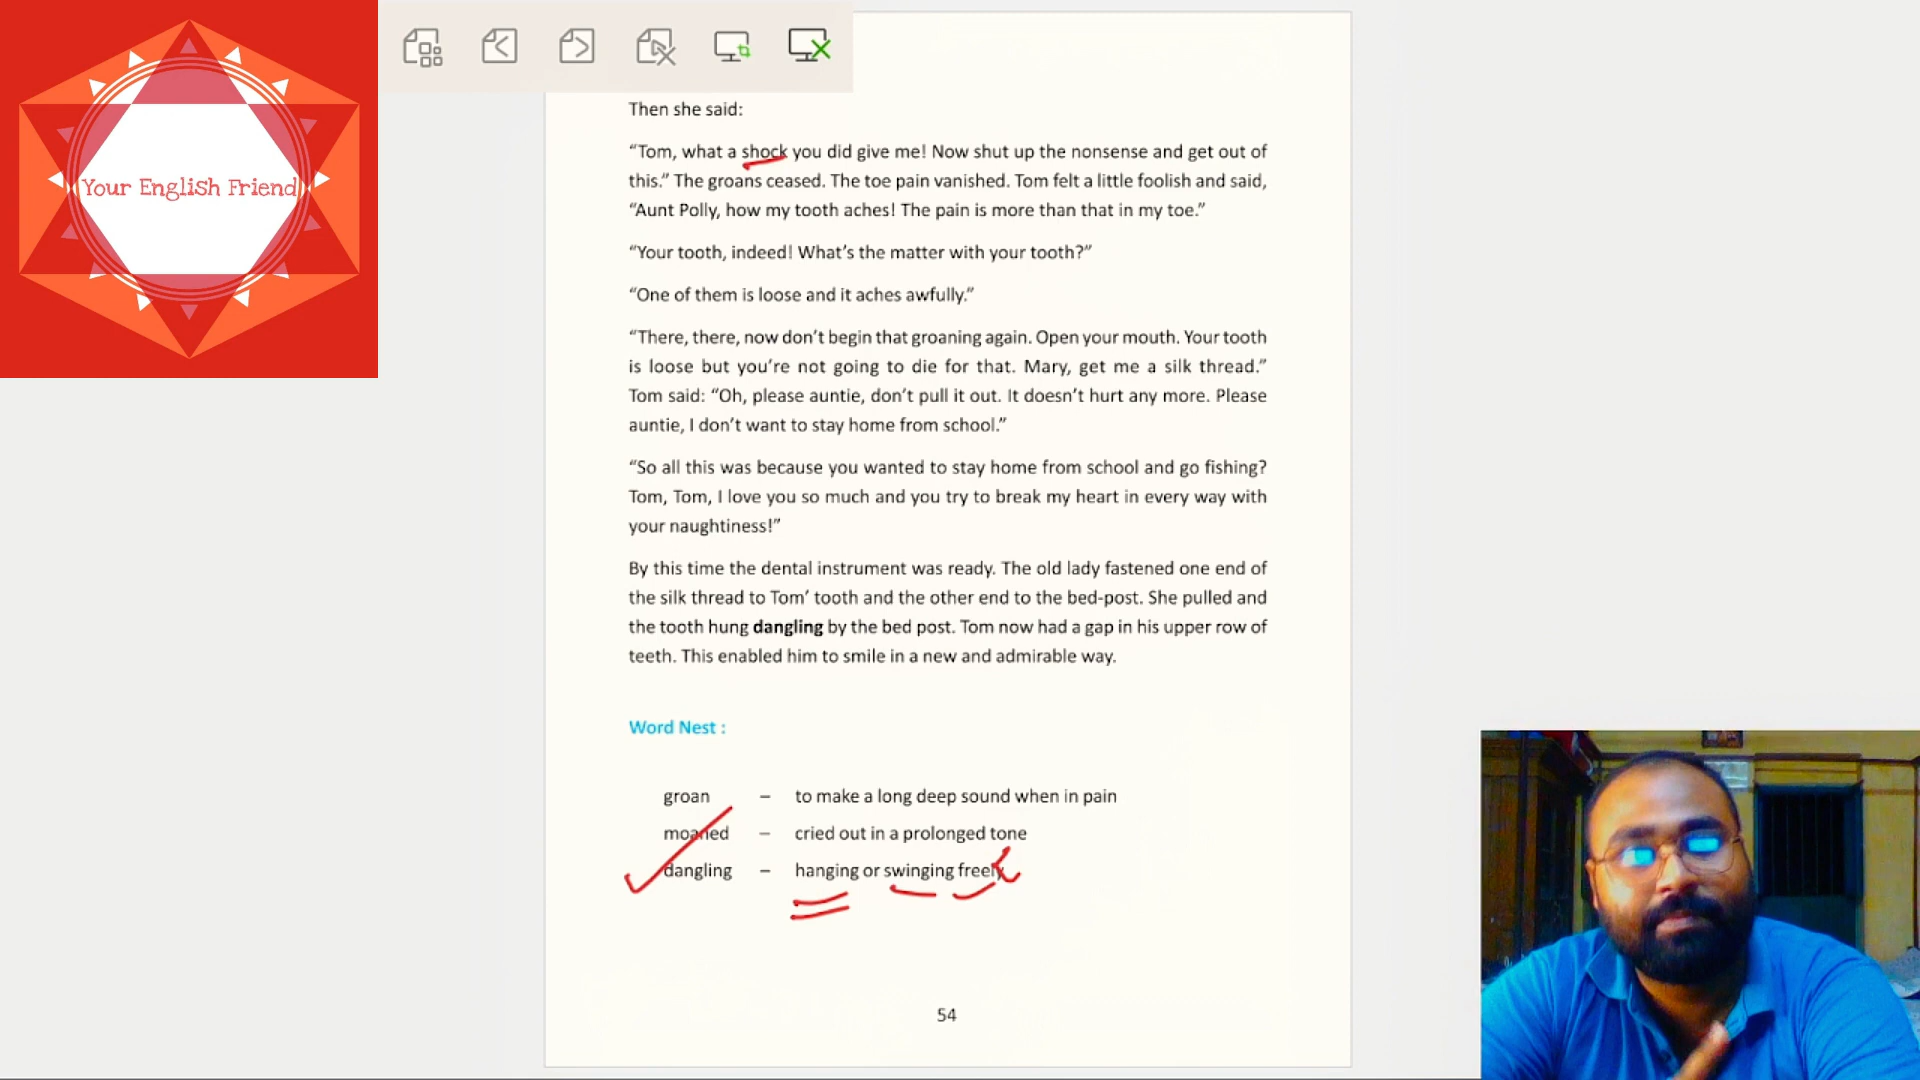 Your English Friend
Then she said:
“Tom, what a shock you did give me! Now shut up the nonsense and get out of
this.” The groans ceased. The toe pain vanished. Tom felt a little foolish and said,
“Aunt Polly, how my tooth aches! The pain is more than that in my toe.”
“Your tooth, indeed! What’s the matter with your tooth?”
“One of them is loose and it aches awfully.”
“There, there, now don’t begin that groaning again. Open your mouth. Your tooth
is loose but you’re not going to die for that. Mary, get me a silk thread.”
Tom said: “Oh, please auntie, don’t pull it out. It doesn’t hurt any more. Please
auntie, I don’t want to stay home from school.”
“So all this was because you wanted to stay home from school and go fishing?
Tom, Tom, I love you so much and you try to break my heart in every way with
your naughtiness!”
By this time the dental instrument was ready. The old lady fastened one end of
the silk thread to Tom’ tooth and the other end to the bed-post. She pulled and
the tooth hung dangling by the bed post. Tom now had a gap in his upper row of
teeth. This enabled him to smile in a new and admirable way.
Word Nest :
groan – to make a long deep sound when in pain
moaned – cried out in a prolonged tone
dangling – hanging or swinging freely
54